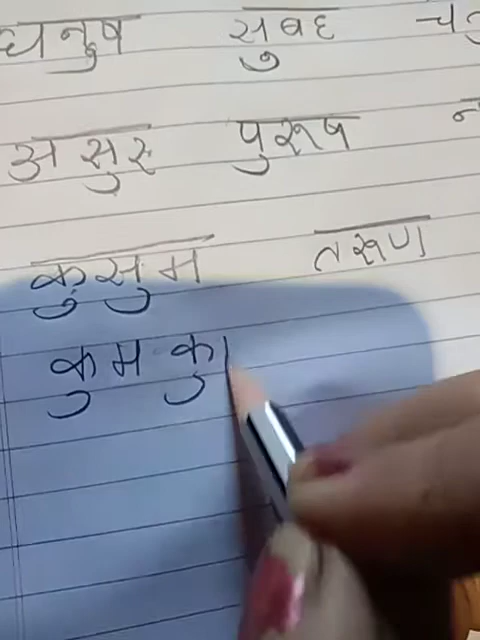 धनुष सुबह
असुर पुरूष
कुसुम तरूण
कुम कु